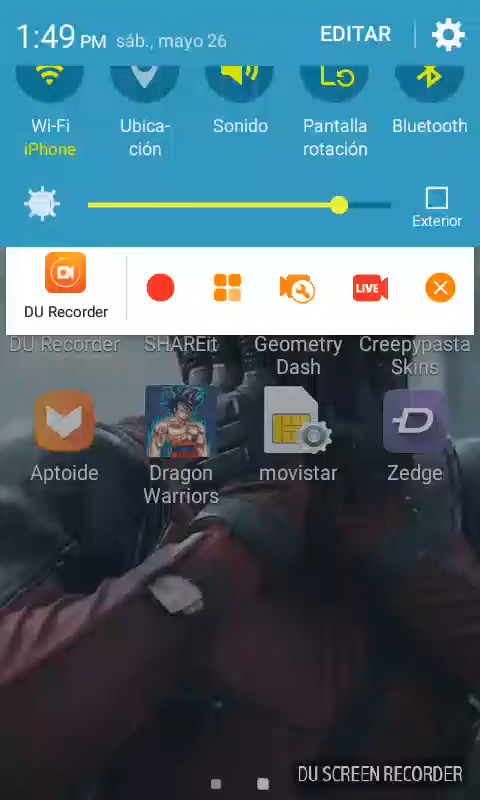 1:49 PM sáb., mayo 26 EDITAR
Wi-Fi Ubica- Sonido Pantalla Bluetooth
iPhone ción rotación
Exterior
DU Recorder LIVE
DU Recorder SHAREit Geometry Creepypasta
Dash Skins
Aptoide Dragon movistar Zedge
Warriors
DU SCREEN RECORDER